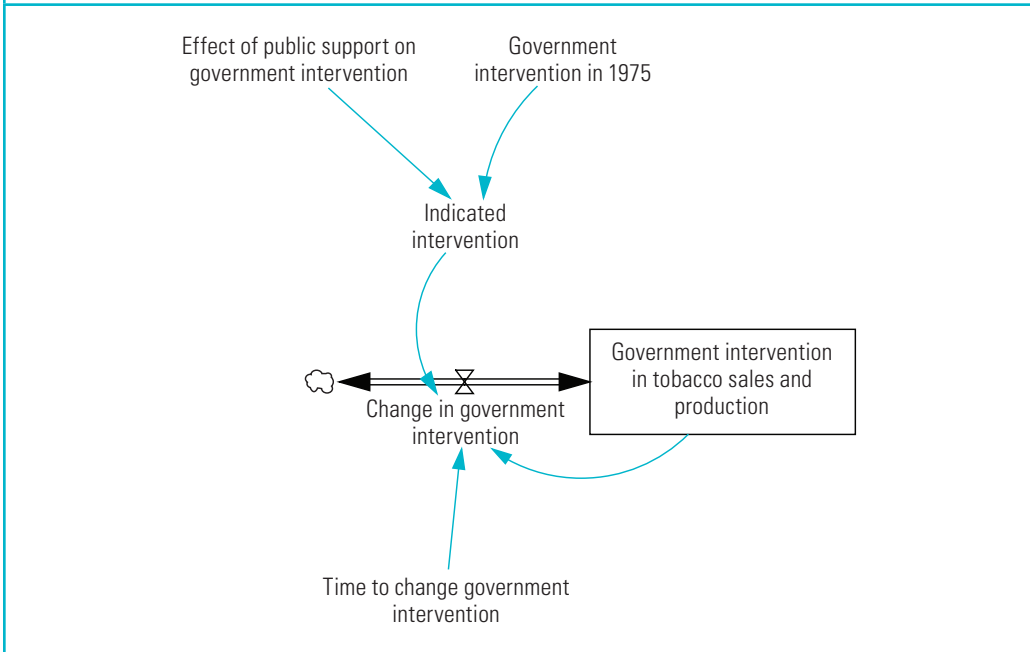 Effect of public support on
government intervention
Government
intervention in 1975
Indicated
intervention
Government intervention
in tobacco sales and
production
Change in government
intervention
Time to change government
intervention